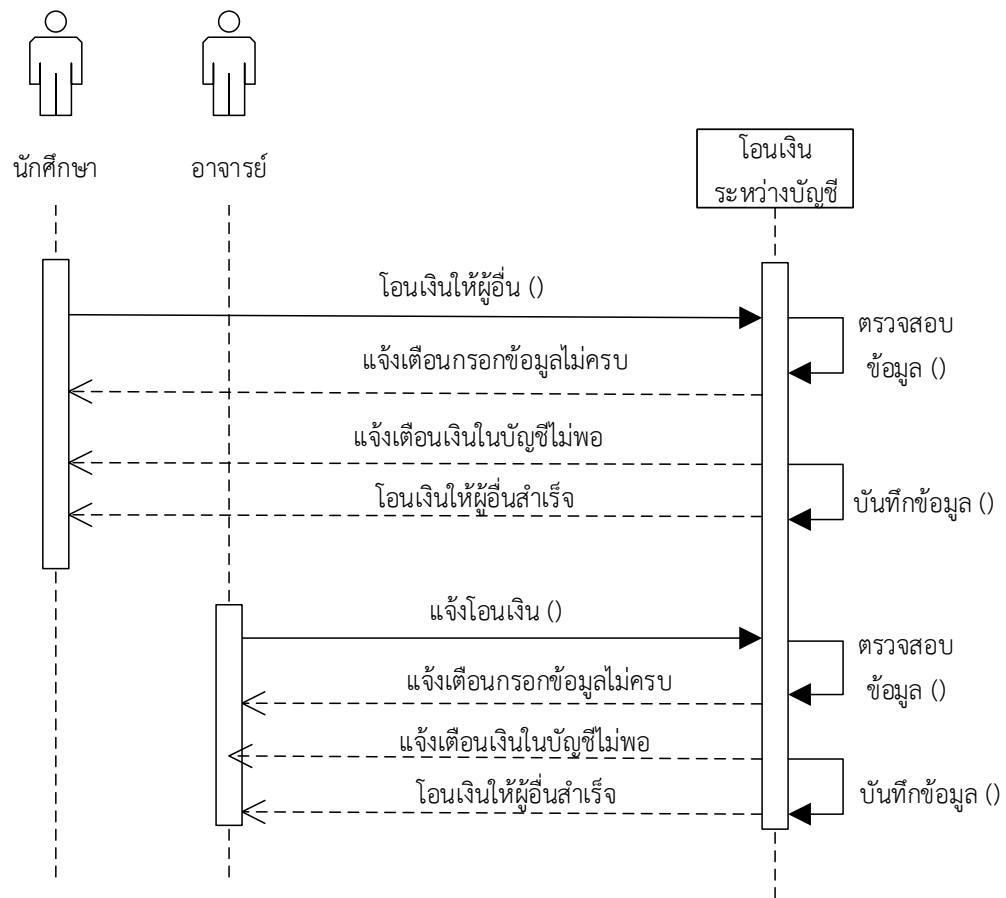 นักศึกษา
อาจารย์
โอนเงิน
ระหว่างบัญชี
โอนเงินให้ผู้อื่น ()
ตรวจสอบ
ข้อมูล ()
แจ้งเตือนกรอกข้อมูลไม่ครบ
แจ้งเตือนเงินในบัญชีไม่พอ
โอนเงินให้ผู้อื่นสำเร็จ
บันทึกข้อมูล ()
แจ้งโอนเงิน ()
ตรวจสอบ
ข้อมูล ()
แจ้งเตือนกรอกข้อมูลไม่ครบ
แจ้งเตือนเงินในบัญชีไม่พอ
โอนเงินให้ผู้อื่นสำเร็จ
บันทึกข้อมูล ()